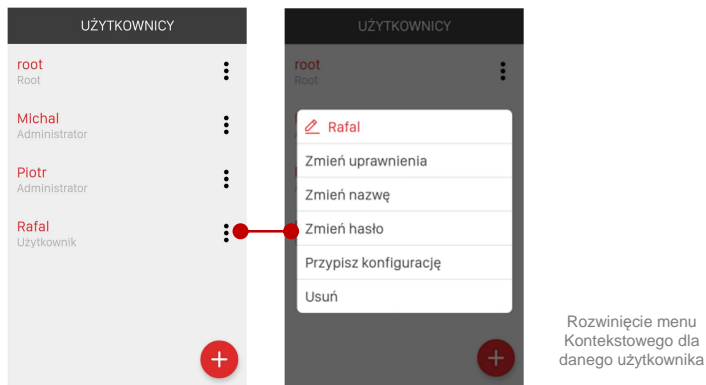 UŻYTKOWNICY
root
Root
Michal
Administrator
Piotr
Administrator
Rafal
Użytkownik
UŻYTKOWNICY
root
Root
Rafal
Zmień uprawnienia
Zmień nazwę
Zmień hasło
Przypisz konfigurację
Usuń
Rozwinięcie menu
Kontekstowego dla
danego użytkownika